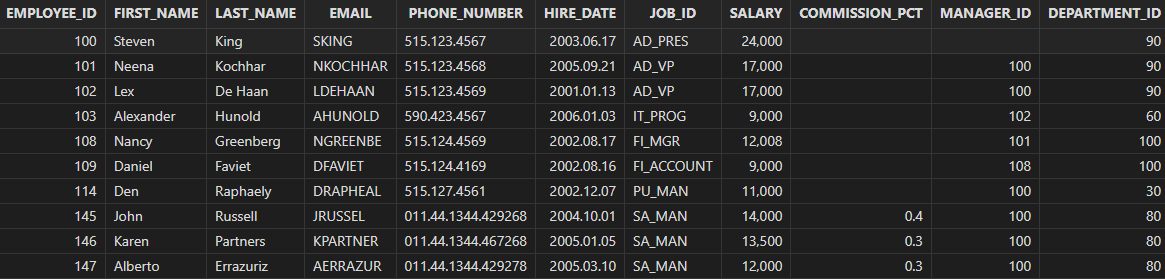 EMPLOYEE_ID FIRST_NAME LAST_NAME EMAIL PHONE_NUMBER HIRE_DATE JOB_ID SALARY COMMISSION_PCT MANAGER_ID DEPARTMENT_ID
100 Steven King SKING 515.123.4567 2003.06.17 AD_PRES 24,000 90
101 Neena Kochhar NKOCHHAR 515.123.4568 2005.09.21 AD_VP 17,000 100 90
102 Lex De Haan LDEHAAN 515.123.4569 2001.01.13 AD_VP 17,000 100 90
103 Alexander Hunold AHUNOLD 590.423.4567 2006.01.03 IT_PROG 9,000 102 60
108 Nancy Greenberg NGREENBE 515.124.4569 2002.08.17 FI_MGR 12,008 101 100
109 Daniel Faviet DFAVIET 515.124.4169 2002.08.16 FI_ACCOUNT 9,000 108 100
114 Den Raphaely DRAPHEAL 515.127.4561 2002.12.07 PU_MAN 11,000 100 30
145 John Russell JRUSSEL 011.44.1344.429268 2004.10.01 SA_MAN 14,000 0.4 100 80
146 Karen Partners KPARTNER 011.44.1344.467268 2005.01.05 SA_MAN 13,500 0.3 100 80
147 Alberto Errazuriz AERRAZUR 011.44.1344.429278 2005.03.10 SA_MAN 12,000 0.3 100 80